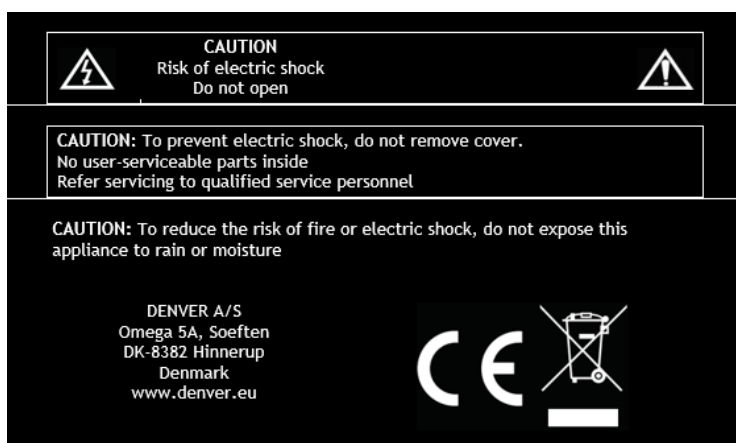 CAUTION
Risk of electric shock
Do not open
CAUTION: To prevent electric shock, do not remove cover.
No user-serviceable parts inside
Refer servicing to qualified service personnel
CAUTION: To reduce the risk of fire or electric shock, do not expose this
appliance to rain or moisture
DENVER A/S
Omega 5A, Soeften
DK-8382 Hinnerup
Denmark
www.denver.eu
CE